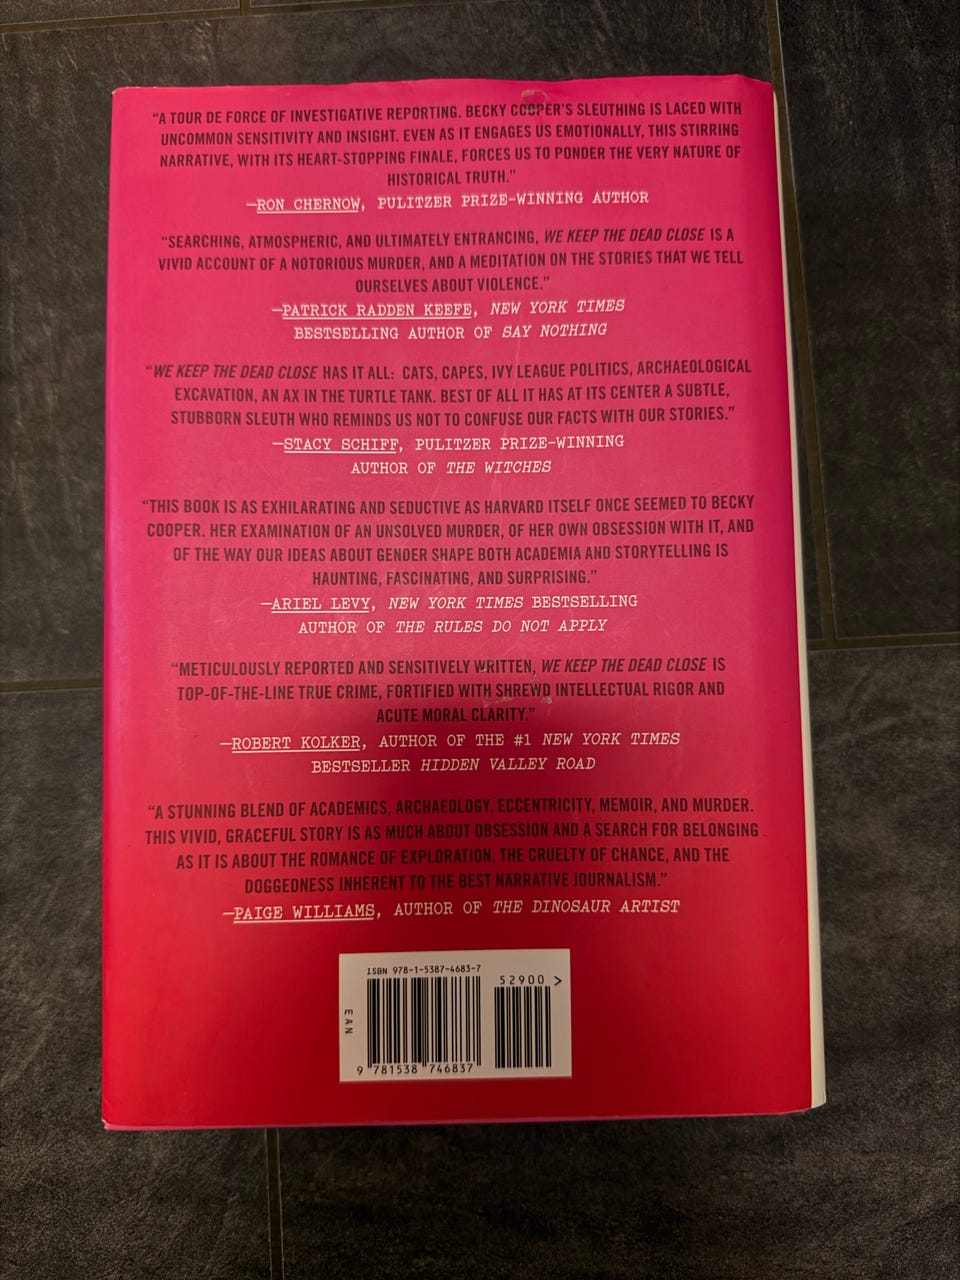 “A TOUR DE FORCE OF INVESTIGATIVE REPORTING. BECKY COOPER’S SLEUTHING IS LACED WITH
UNCOMMON SENSITIVITY AND INSIGHT. EVEN AS IT ENGAGES US EMOTIONALLY, THIS STIRRING
NARRATIVE, WITH ITS HEART-STOPPING FINALE, FORCES US TO PONDER THE VERY NATURE OF
HISTORICAL TRUTH.”
—RON CHERNOW, PULITZER PRIZE-WINNING AUTHOR
“SEARCHING, ATMOSPHERIC, AND ULTIMATELY ENTRANCING, WE KEEP THE DEAD CLOSE IS A
VIVID ACCOUNT OF A NOTORIOUS MURDER, AND A MEDITATION ON THE STORIES THAT WE TELL
OURSELVES ABOUT VIOLENCE.”
—PATRICK RADDEN KEEFE, NEW YORK TIMES
BESTSELLING AUTHOR OF SAY NOTHING
“WE KEEP THE DEAD CLOSE HAS IT ALL: CATS, CAPES, IVY LEAGUE POLITICS, ARCHAEOLOGICAL
EXCAVATION, AN AX IN THE TURTLE TANK. BEST OF ALL IT HAS AT ITS CENTER A SUBTLE,
STUBBORN SLEUTH WHO REMINDS US NOT TO CONFUSE OUR FACTS WITH OUR STORIES.”
—STACY SCHIFF, PULITZER PRIZE-WINNING
AUTHOR OF THE WITCHES
“THIS BOOK IS AS EXHILARATING AND SEDUCTIVE AS HARVARD ITSELF ONCE SEEMED TO BECKY
COOPER. HER EXAMINATION OF AN UNSOLVED MURDER, OF HER OWN OBSESSION WITH IT, AND
OF THE WAY OUR IDEAS ABOUT GENDER SHAPE BOTH ACADEMIA AND STORYTELLING IS
HAUNTING, FASCINATING, AND SURPRISING.”
—ARIEL LEVY, NEW YORK TIMES BESTSELLING
AUTHOR OF THE RULES DO NOT APPLY
“METICULOUSLY REPORTED AND SENSITIVELY WRITTEN, WE KEEP THE DEAD CLOSE IS
TOP-OF-THE-LINE TRUE CRIME, FORTIFIED WITH SHREWD INTELLECTUAL RIGOR AND
ACUTE MORAL CLARITY.”
—ROBERT KOLKER, AUTHOR OF THE #1 NEW YORK TIMES
BESTSELLER HIDDEN VALLEY ROAD
“A STUNNING BLEND OF ACADEMICS, ARCHAEOLOGY, ECCENTRICITY, MEMOIR, AND MURDER.
THIS VIVID, GRACEFUL STORY IS AS MUCH ABOUT OBSESSION AND A SEARCH FOR BELONGING
AS IT IS ABOUT THE ROMANCE OF EXPLORATION, THE CRUELTY OF CHANCE, AND THE
DOGGEDNESS INHERENT TO THE BEST NARRATIVE JOURNALISM.”
—PAIGE WILLIAMS, AUTHOR OF THE DINOSAUR ARTIST
ISBN 978-1-5387-4683-7
52900 >
EAN
9 781538 746837